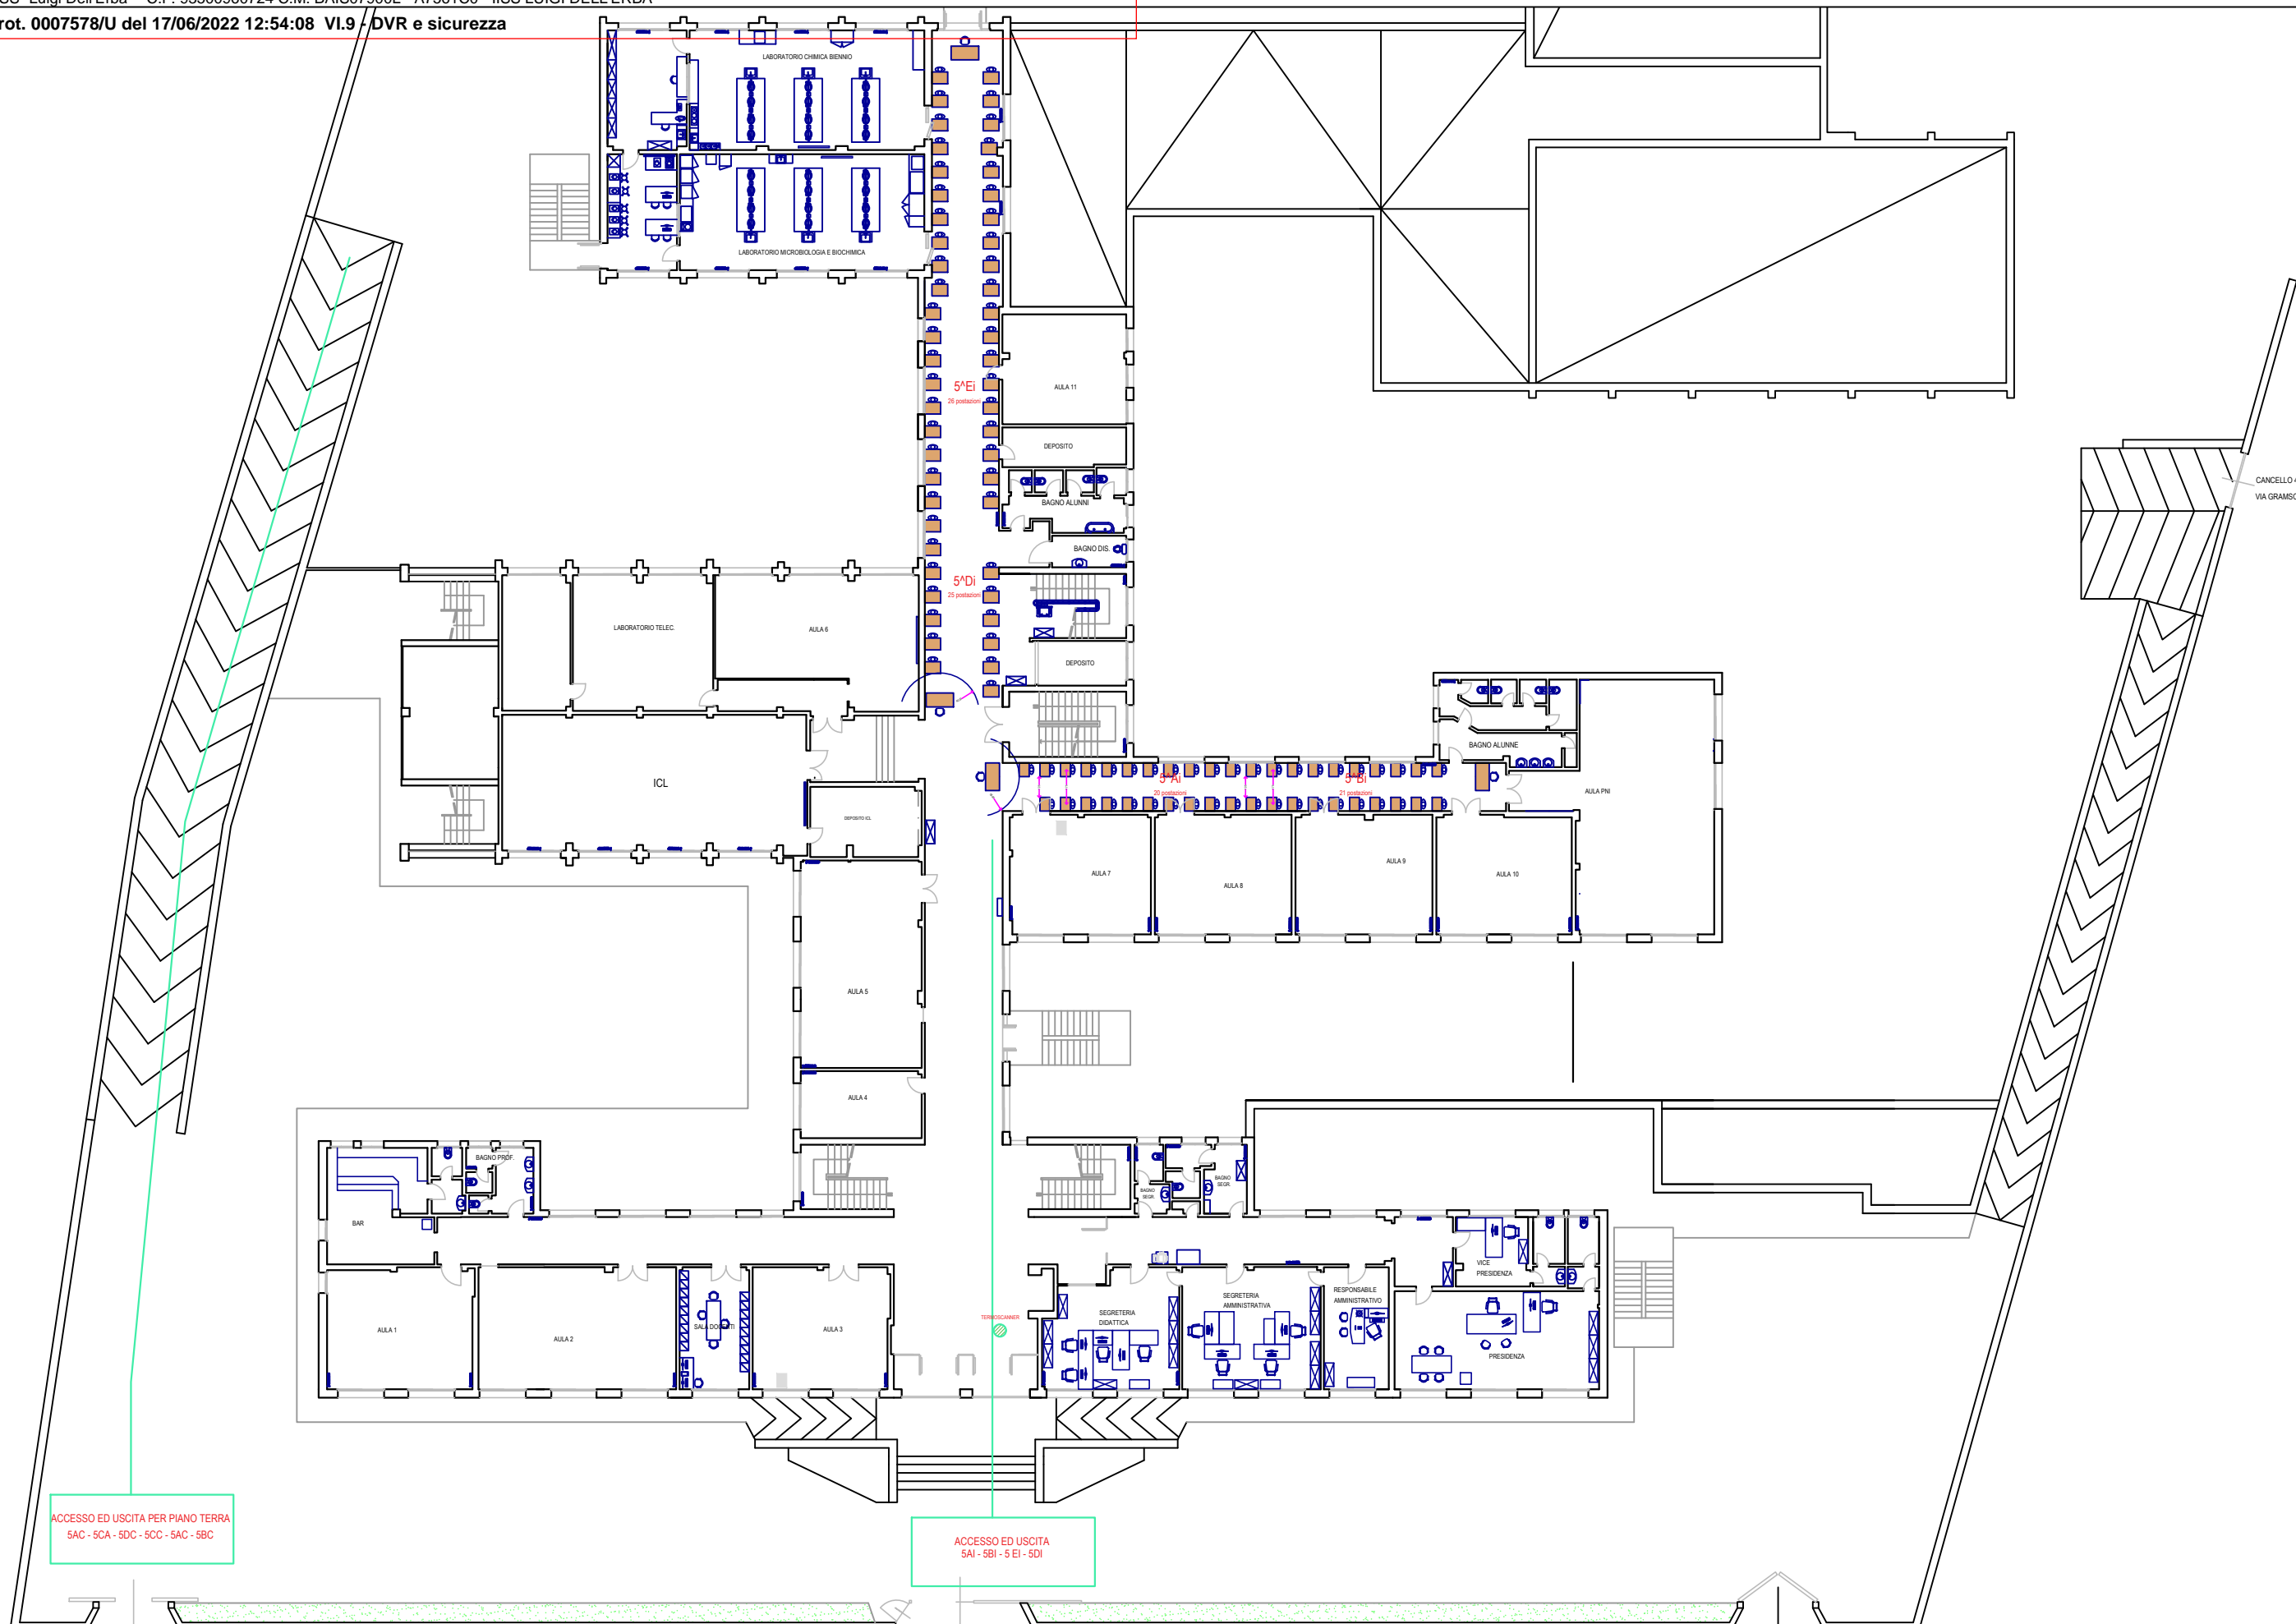 rot. 0007578/U del 17/06/2022 12:54:08 VI.9 - DVR e sicurezza
LABORATORIO CHIMICA BIENNIO
LABORATORIO MICROBIOLOGIA E BIOCHIMICA
5^Ei
26 postazioni
AULA 11
DEPOSITO
BAGNO ALUNNI
BAGNO DIS.
CANCELLO 4
VIA GRAMSC
5^Di
25 postazioni
LABORATORIO TELEC.
AULA 6
DEPOSITO
BAGNO ALUNNE
ICL
5^Ai
20 postazioni
5^Bi
21 postazioni
AULA PNI
DEPOSITO ICL
AULA 7
AULA 8
AULA 9
AULA 10
AULA 5
AULA 4
BAGNO PROF.
BAR
BAGNO
SEGR.
BAGNO
SEGR.
VICE
PRESIDENZA
RESPONSABILE
AMMINISTRATIVO
SEGRETERIA
AMMINISTRATIVA
SEGRETERIA
DIDATTICA
TERMOSCANNER
AULA 1
AULA 2
SALA DOCENTI
AULA 3
PRESIDENZA
ACCESSO ED USCITA PER PIANO TERRA
5AC - 5CA - 5DC - 5CC - 5AC - 5BC
ACCESSO ED USCITA
5AI - 5BI - 5 EI - 5DI